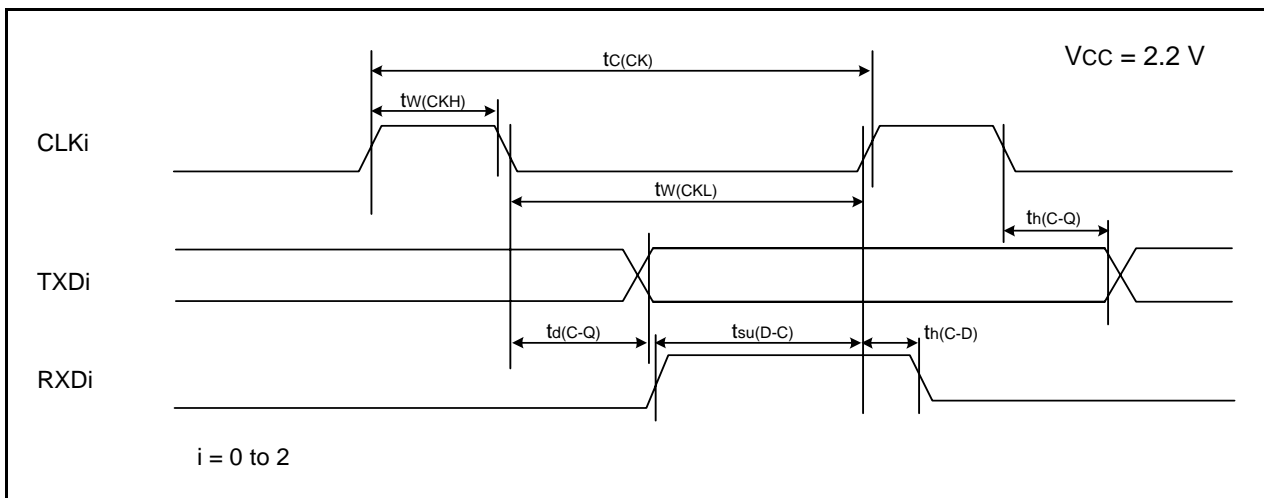 tC(CK)
VCC = 2.2 V
tW(CKH)
CLKi
tW(CKL)
th(C-Q)
TXDi
td(C-Q)
tsu(D-C)
th(C-D)
RXDi
i = 0 to 2